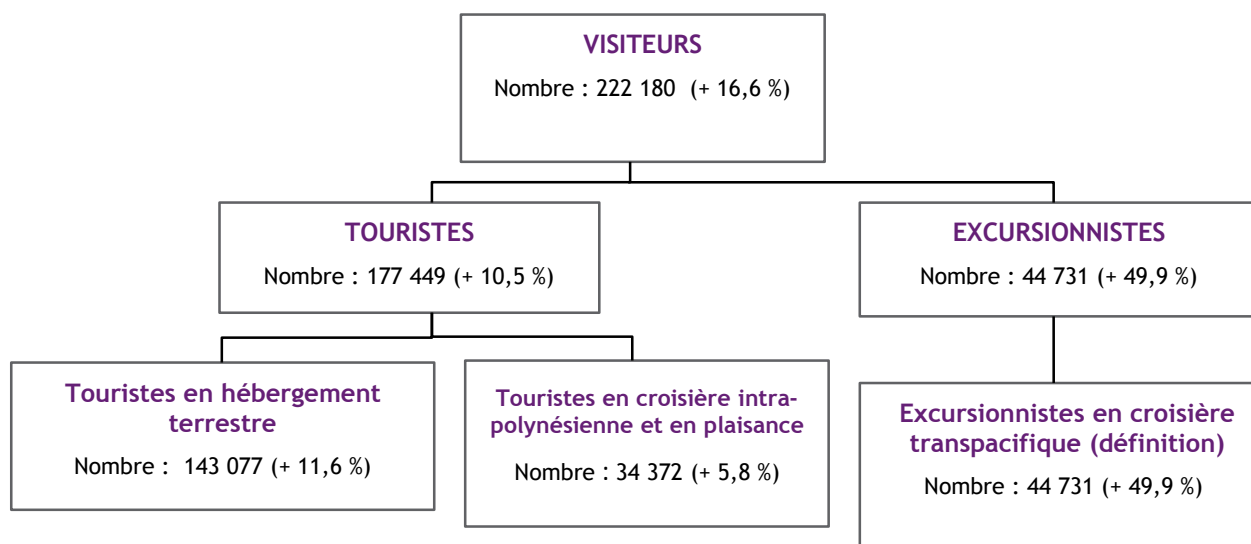 VISITEURS
Nombre : 222 180 (+ 16,6 %)
TOURISTES
Nombre : 177 449 (+ 10,5 %)
EXCURSIONNISTES
Nombre : 44 731 (+ 49,9 %)
Touristes en hébergement
terrestre
Nombre : 143 077 (+ 11,6 %)
Touristes en croisière intra-
polynésienne et en plaisance
Nombre : 34 372 (+ 5,8 %)
Excursionnistes en croisière
transpacifique (définition)
Nombre : 44 731 (+ 49,9 %)